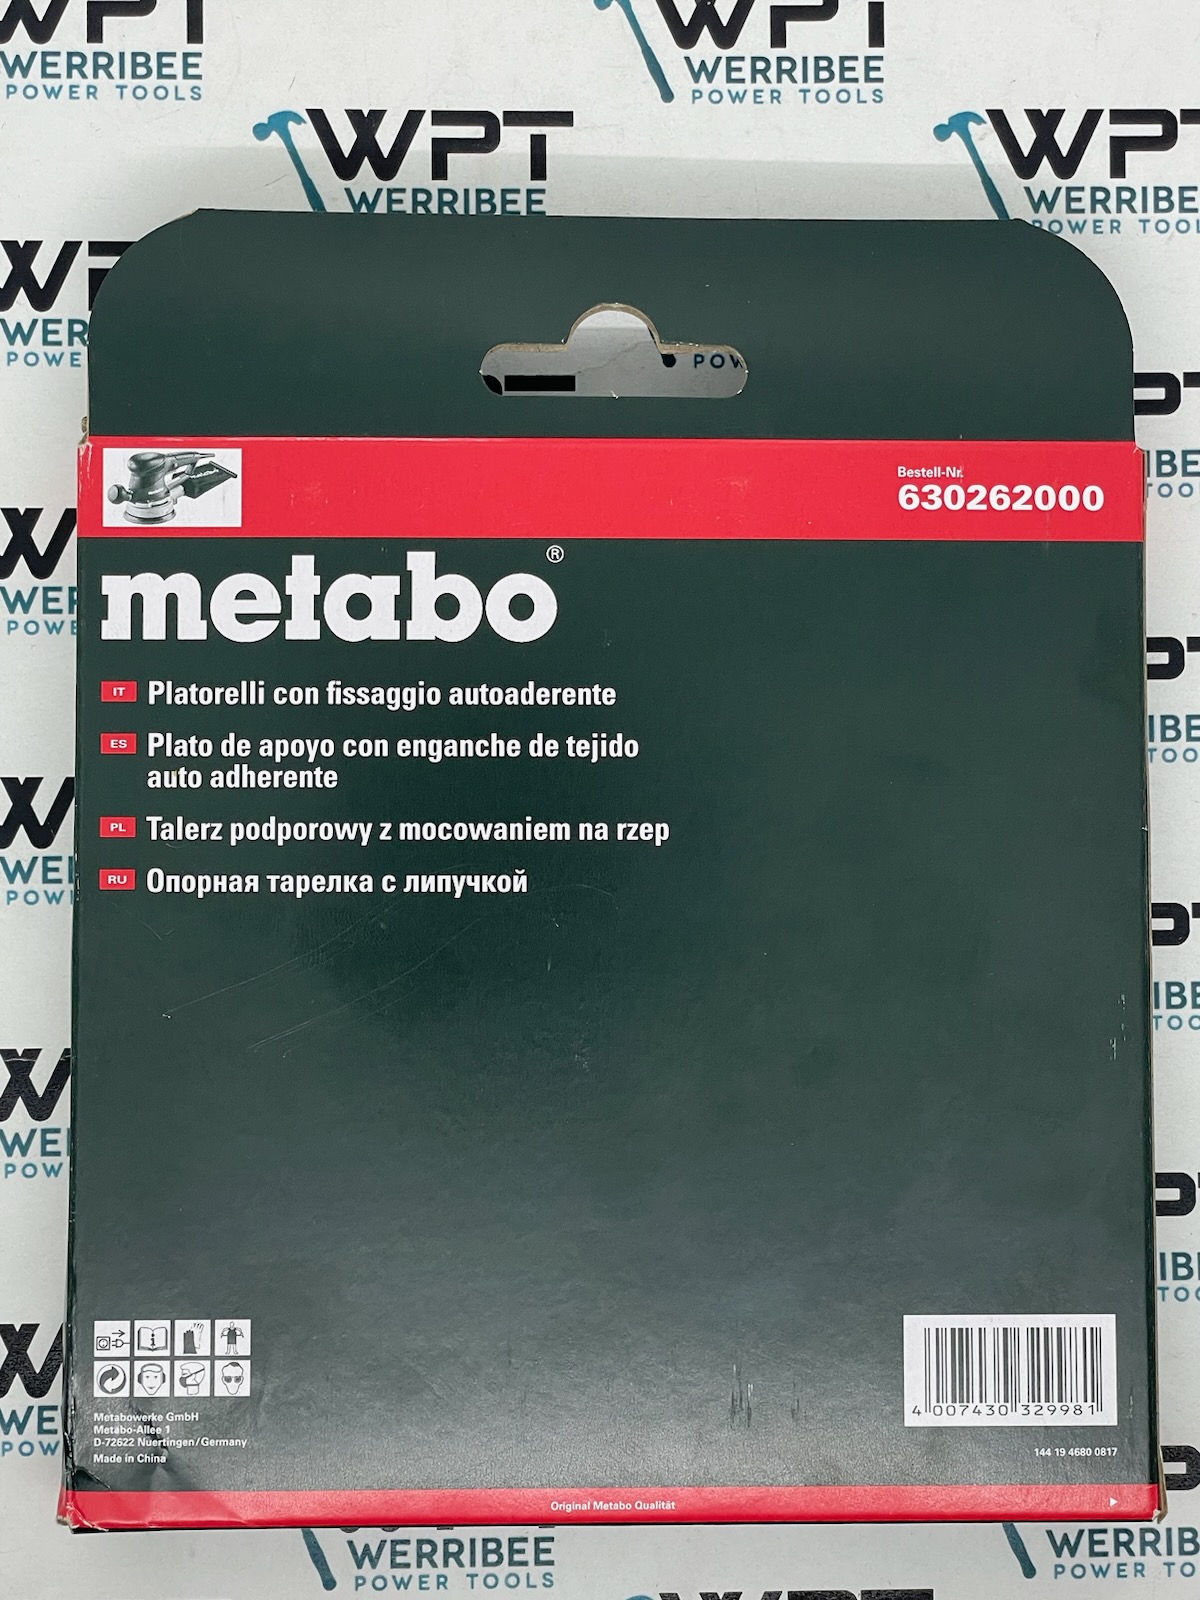 WPT
WERRIBEE
POWER TOOLS
WPT
WERRIBEE
POWER TOOLS
WPT
WERRIBEE
WPT
WERRIBEE
POWER TOOLS
Bestell-Nr.
630262000
metabo®
IT Platorelli con fissaggio autoaderente
ES Plato de apoyo con enganche de tejido
auto adherente
PL Talerz podporowy z mocowaniem na rzep
RU Опорная тарелка с липучкой
4 007430 329981
Metabowerke GmbH
Metabo-Allee 1
D-72622 Nuertingen/Germany
Made in China
144 19 4680 0817
Original Metabo Qualität
WERRIBEE
POWER TOOLS